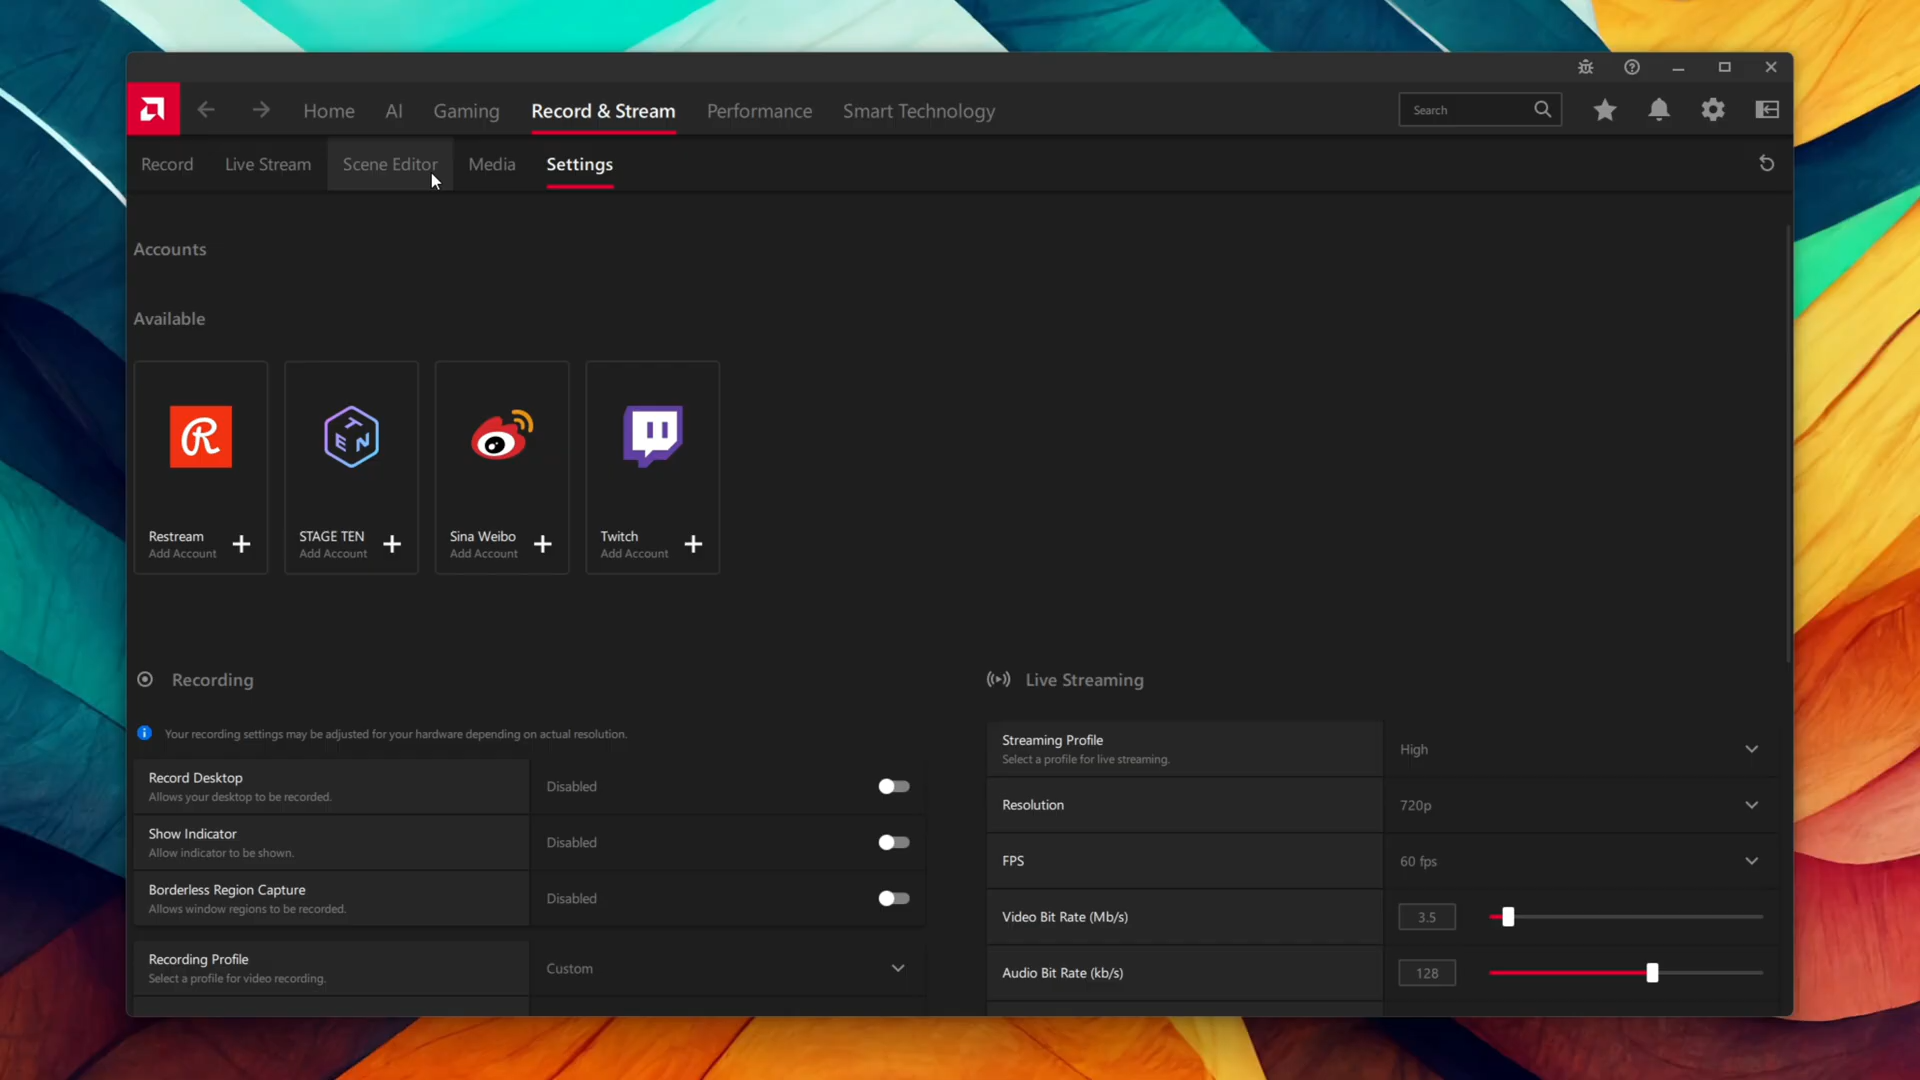 Home AI Gaming Record & Stream Performance Smart Technology Search
Record Live Stream Scene Editor Media Settings
Accounts
Available
R
T
E N
Restream
Add Account
STAGE TEN
Add Account
Sina Weibo
Add Account
Twitch
Add Account
Recording
Your recording settings may be adjusted for your hardware depending on actual resolution.
Record Desktop
Allows your desktop to be recorded.
Disabled
Show Indicator
Allow indicator to be shown.
Disabled
Borderless Region Capture
Allows window regions to be recorded.
Disabled
Recording Profile
Select a profile for video recording.
Custom
Live Streaming
Streaming Profile
Select a profile for live streaming.
High
Resolution 720p
FPS 60 fps
Video Bit Rate (Mb/s) 3.5
Audio Bit Rate (kb/s) 128